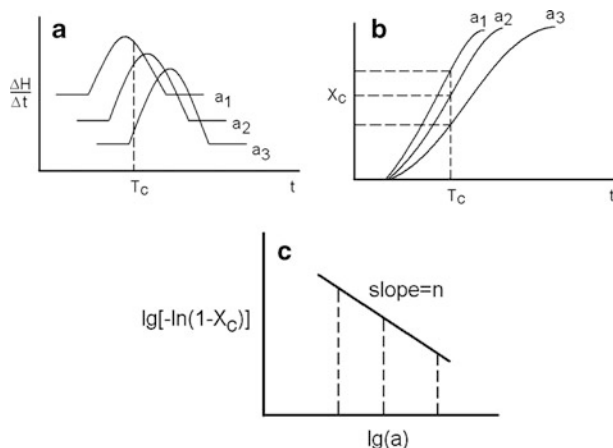 a
ΔH
Δt
a1
a2
a3
Tc
t
b
a1
a2
a3
Xc
Tc
t
c
slope=n
lg[-ln(1-Xc)]
lg(a)